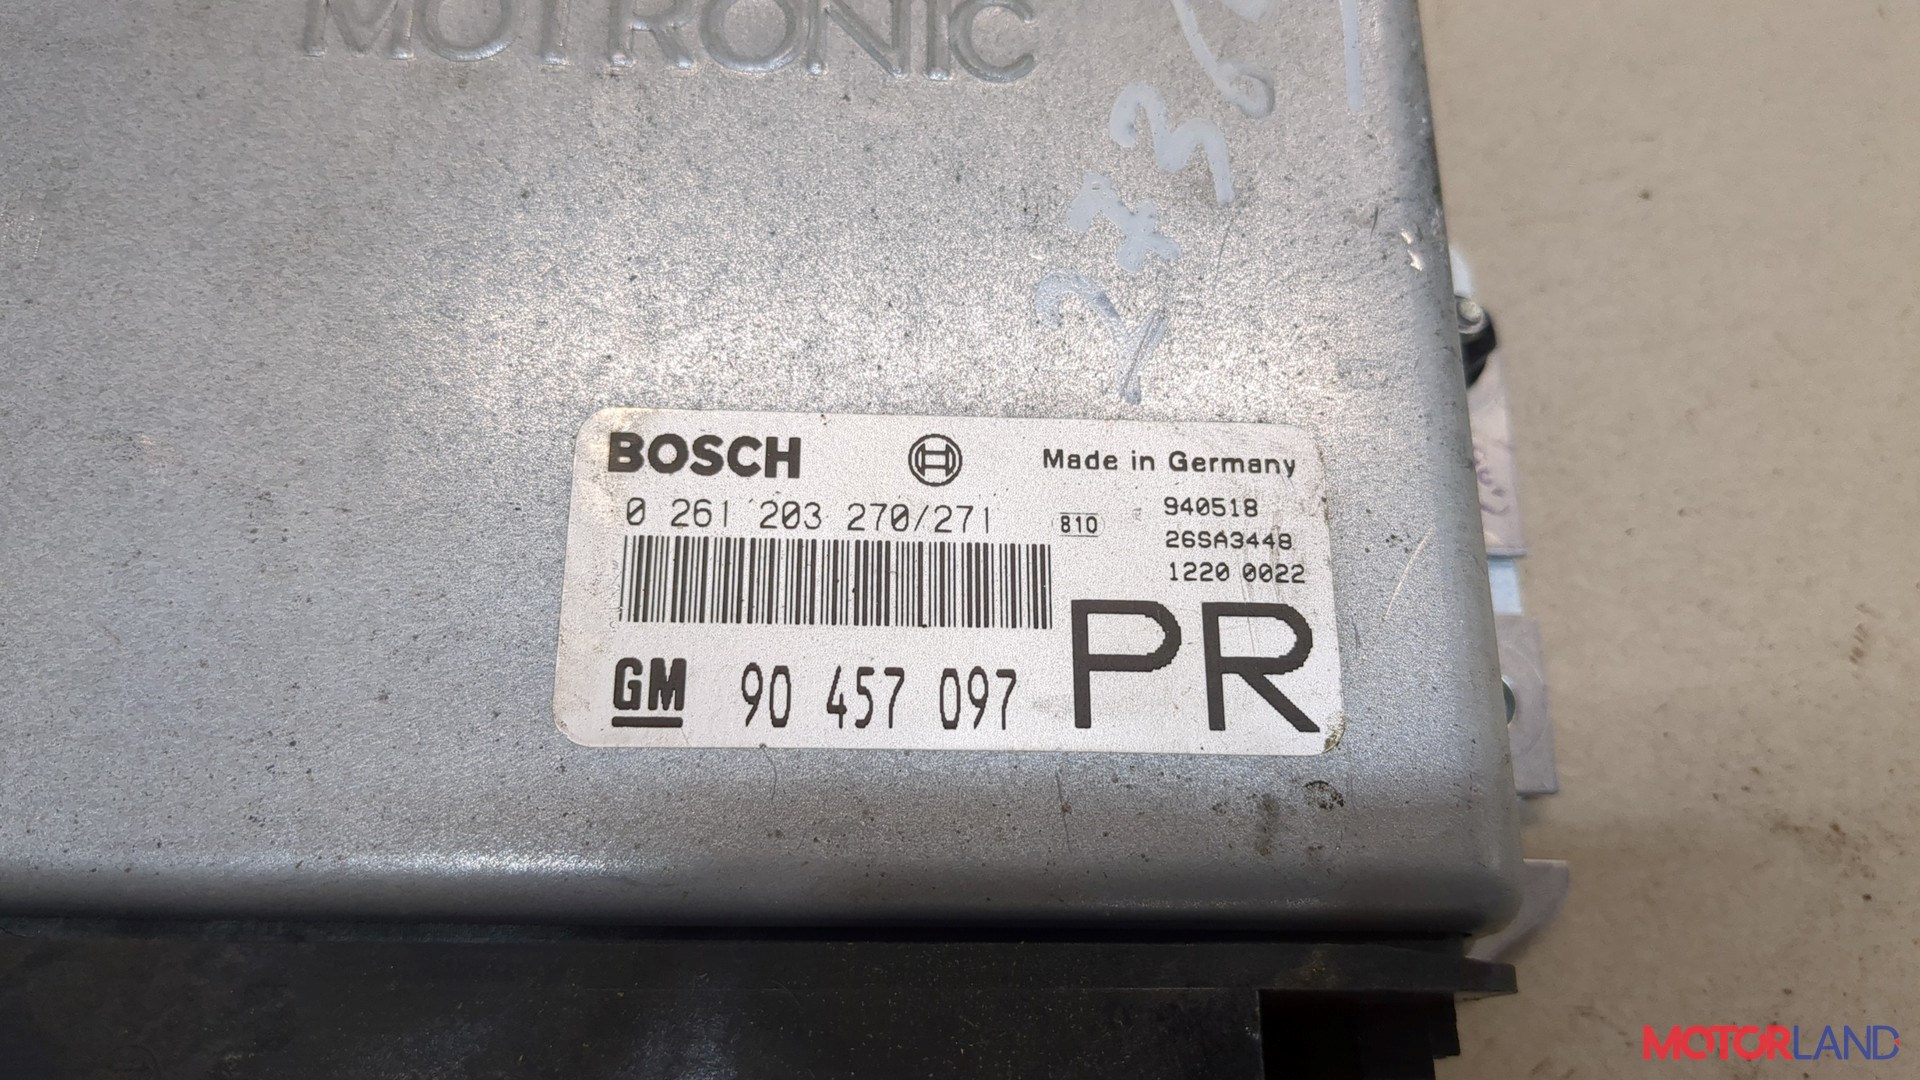 MOTRONIC
BOSCH
Made in Germany
0 261 203 270/271
810
940518
26SA3448
1220 0022
GM 90 457 097
PR
MOTORLAND